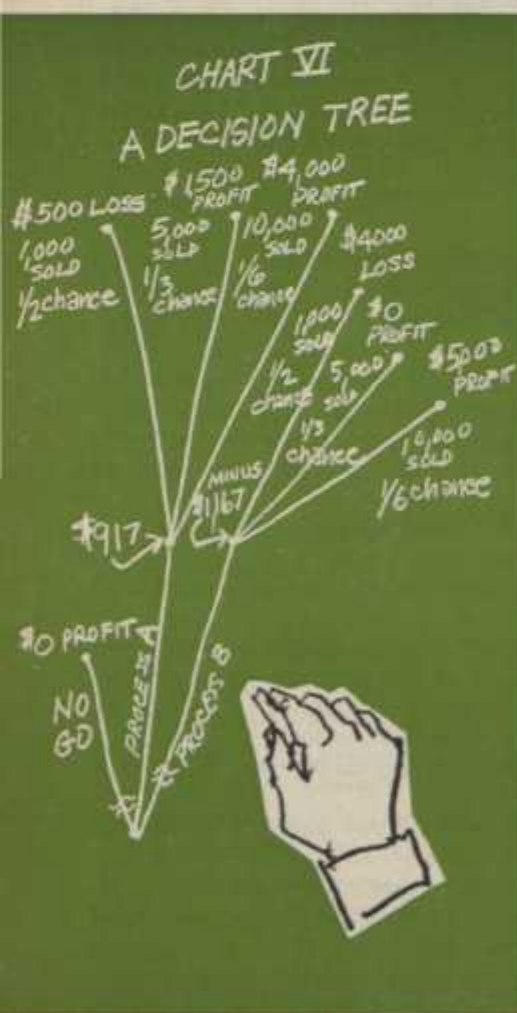 CHART VI
A DECISION TREE
$500 LOSS
1,000
SOLD
1/2 chance
$1,500
PROFIT
5,000
SOLD
1/3
chance
$4,000
PROFIT
10,000
SOLD
1/6
chance
$4000
LOSS
1,000
SOLD
1/2
chance
$0
PROFIT
5,000
SOLD
1/3
chance
$5000
PROFIT
10,000
SOLD
1/6 chance
$917
MINUS
$1167
$0 PROFIT
NO
GO
PROCESS A
PROCESS B